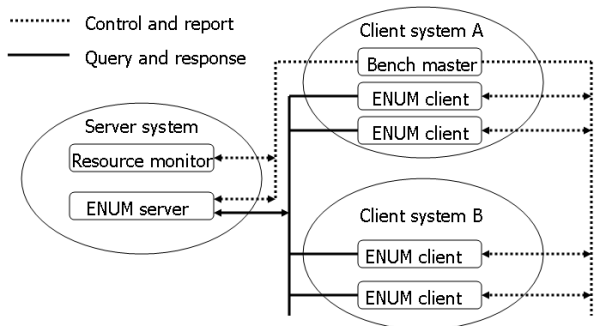 Control and report
Query and response
Client system A
Bench master
ENUM client
ENUM client
Server system
Resource monitor
ENUM server
Client system B
ENUM client
ENUM client